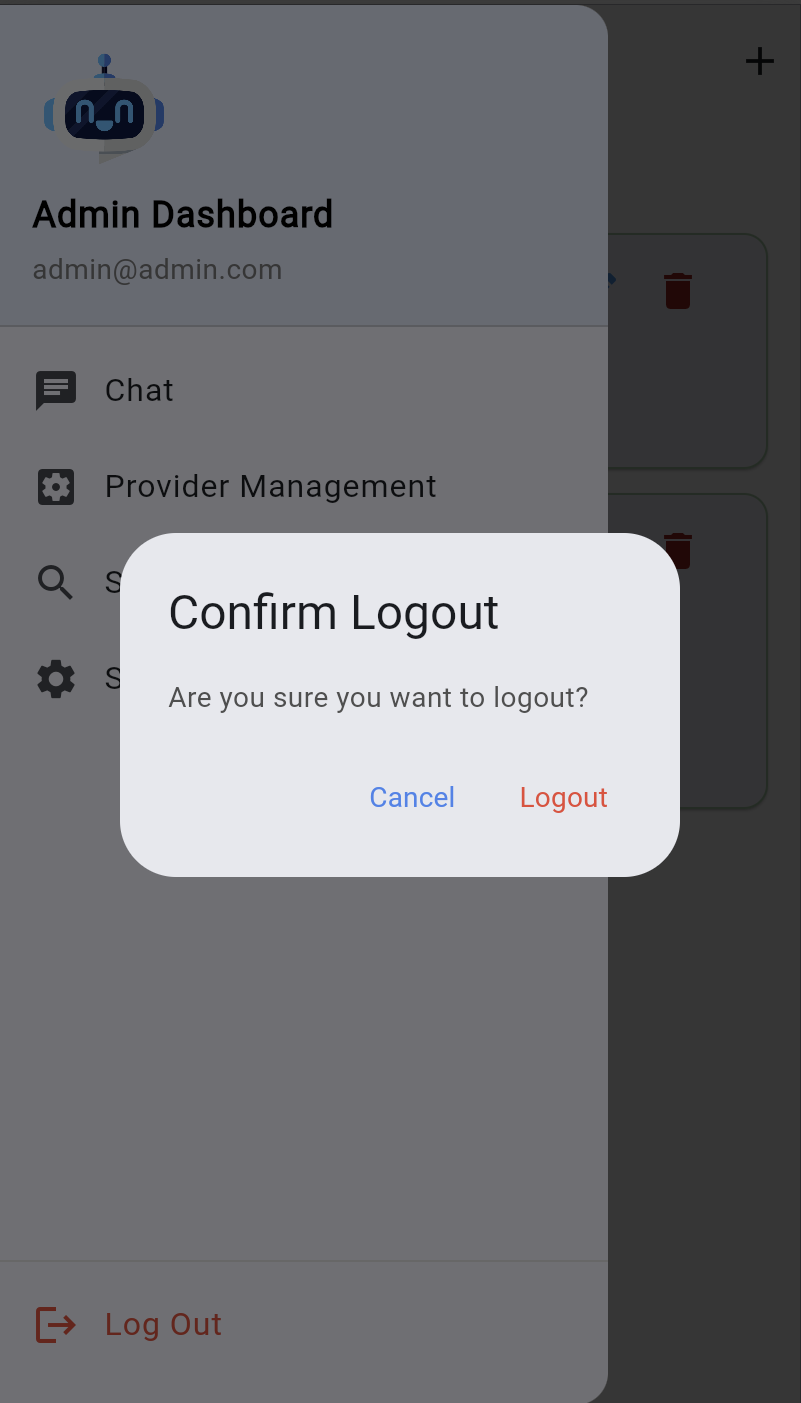 Admin Dashboard
admin@admin.com
Chat
Provider Management
S
S
Confirm Logout
Are you sure you want to logout?
Cancel
Logout
Log Out